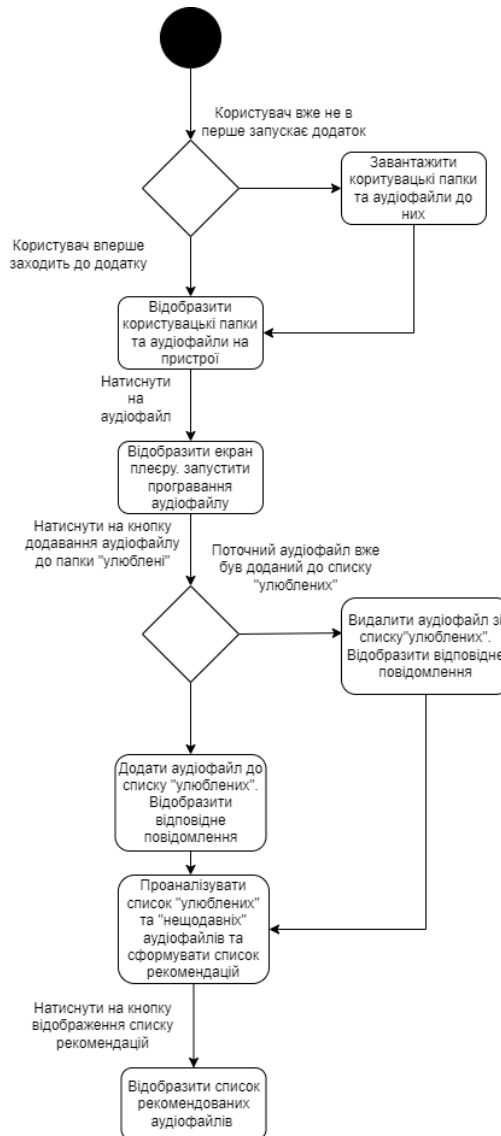 Користувач вже не в
перше запускає додаток
Завантажити
коритувацькі папки
та аудіофайли до
них
Користувач вперше
заходить до додатку
Відобразити
користувацькі папки
та аудіофайли на
пристрої
Натиснути
на
аудіофайл
Відобразити екран
плеєру. запустити
програвання
аудіофайлу
Натиснути на кнопку
додавання аудіофайлу
до папки "улюблені"
Поточний аудіофайл вже
був доданий до списку
"улюблених"
Видалити аудіофайл зі
списку"улюблених".
Відобразити відповідне
повідомлення
Додати аудіофайл до
списку "улюблених".
Відобразити
відповідне
повідомлення
Проаналізувати
список "улюблених"
та "нещодавніх"
аудіофайлів та
сформувати список
рекомендацій
Натиснути на кнопку
відображення списку
рекомендацій
Відобразити список
рекомендованих
аудіофайлів